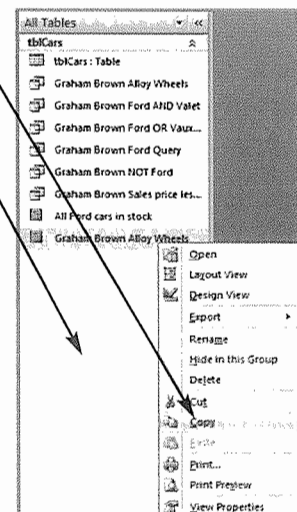 All Tables
tblCars
tblCars : Table
Graham Brown Alloy Wheels
Graham Brown Ford AND Valet
Graham Brown Ford OR Vaux...
Graham Brown Ford Query
Graham Brown NOT Ford
Graham Brown Sales price les...
All Ford cars in stock
Graham Brown Alloy Wheels
Open
Layout View
Design View
Export
Rename
Hide in this Group
Delete
Cut
Copy
Paste
Print...
Print Preview
View Properties